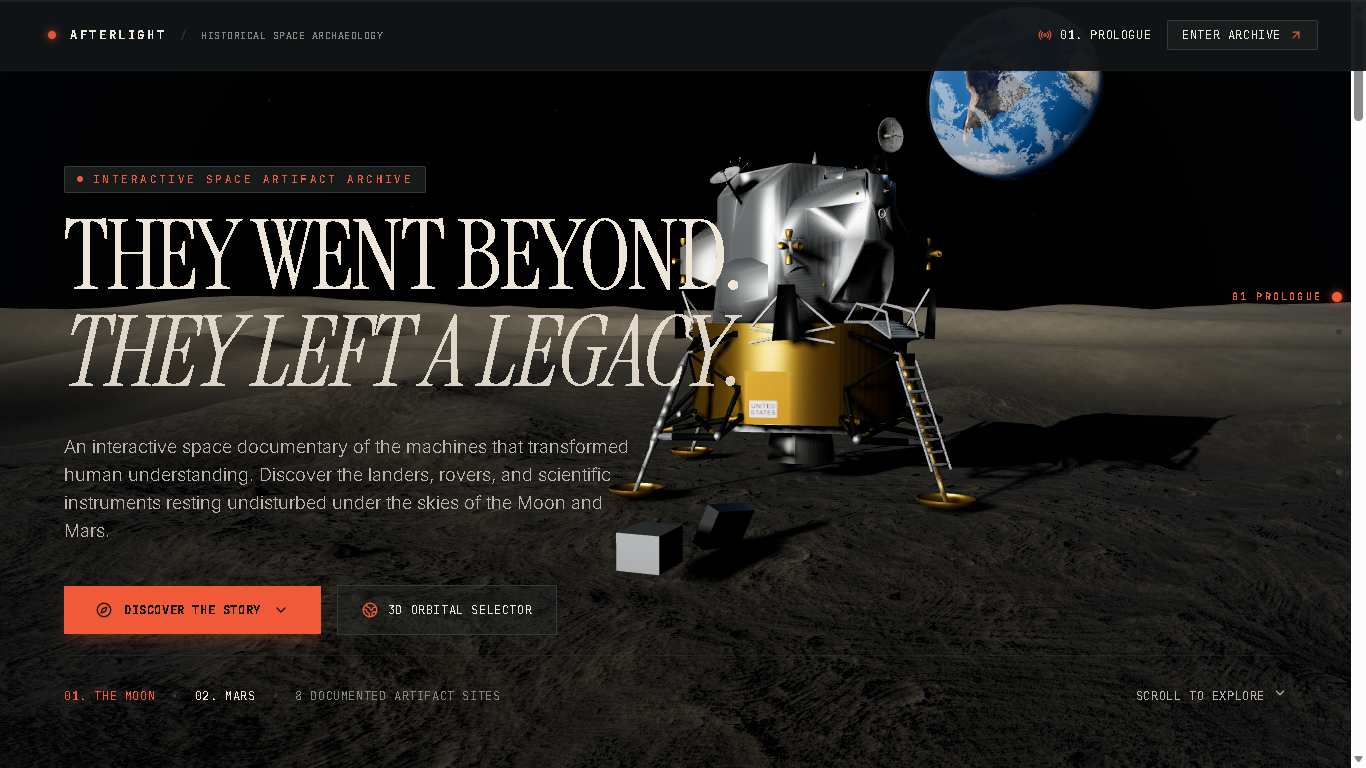 AFTERLIGHT / HISTORICAL SPACE ARCHAEOLOGY
01. PROLOGUE
ENTER ARCHIVE
INTERACTIVE SPACE ARTIFACT ARCHIVE
THEY WENT BEYOND.
THEY LEFT A LEGACY.
01 PROLOGUE
UNITED
STATES
An interactive space documentary of the machines that transformed
human understanding. Discover the landers, rovers, and scientific
instruments resting undisturbed under the skies of the Moon and
Mars.
DISCOVER THE STORY
3D ORBITAL SELECTOR
01. THE MOON • 02. MARS • 8 DOCUMENTED ARTIFACT SITES
SCROLL TO EXPLORE